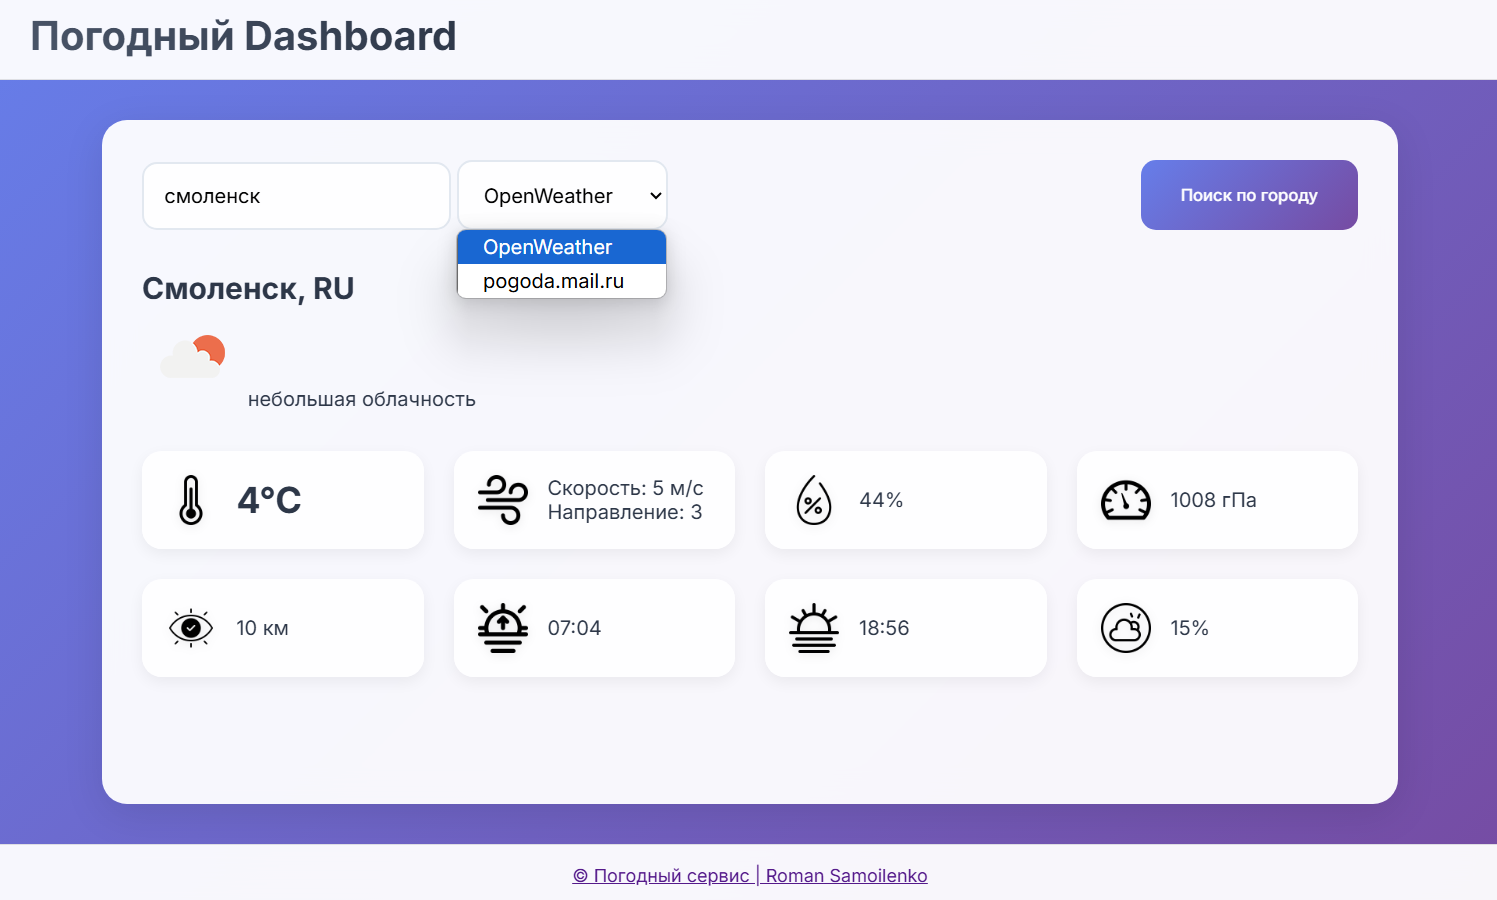 Погодный Dashboard
смоленск
OpenWeather
Поиск по городу
OpenWeather
pogoda.mail.ru
Смоленск, RU
небольшая облачность
4°C
Скорость: 5 м/с
Направление: З
44%
1008 гПа
10 км
07:04
18:56
15%
© Погодный сервис | Roman Samoilenko